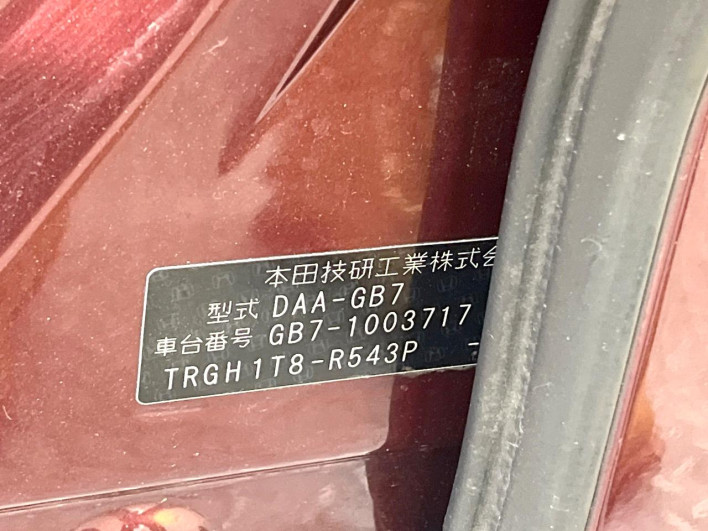 本田技研工業株式会
型式 DAA-GB7
車台番号 GB7-1003717
TRGH1T8-R543P -